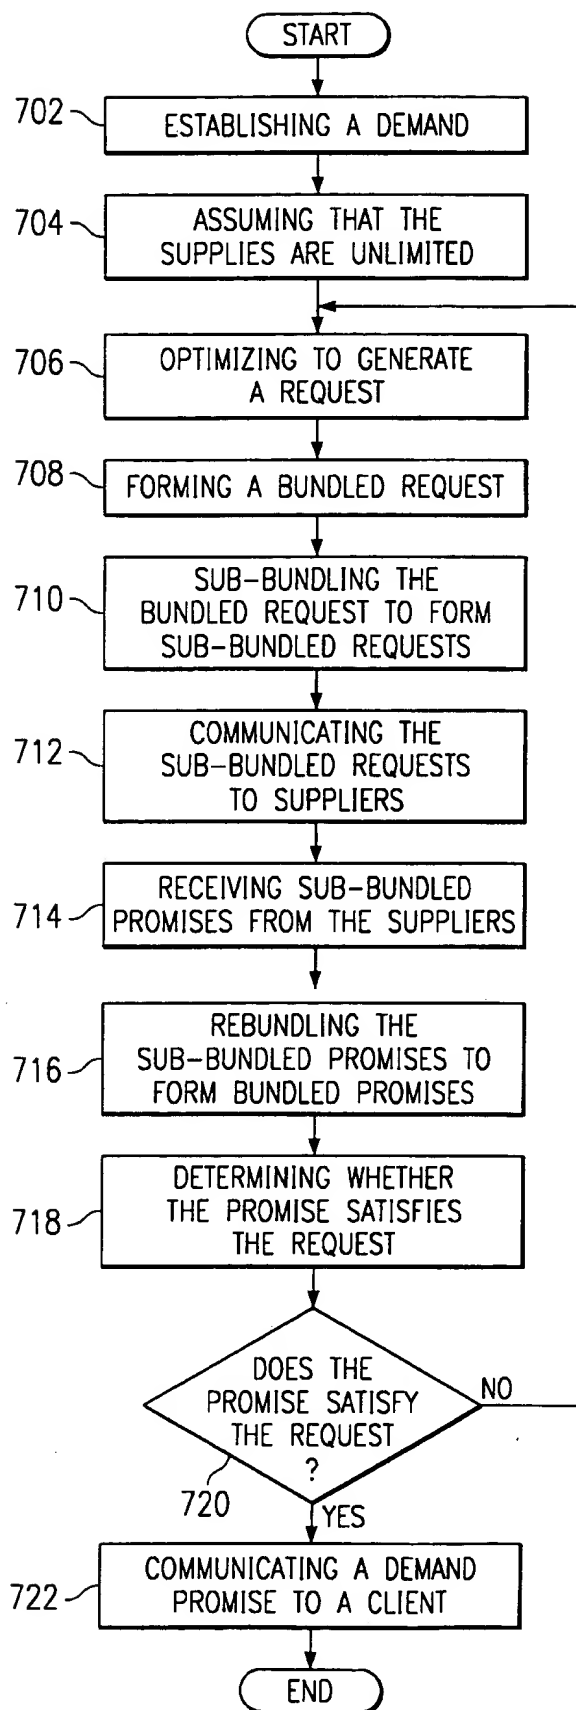 START
702
ESTABLISHING A DEMAND
704
ASSUMING THAT THE
SUPPLIES ARE UNLIMITED
706
OPTIMIZING TO GENERATE
A REQUEST
708
FORMING A BUNDLED REQUEST
710
SUB-BUNDLING THE
BUNDLED REQUEST TO FORM
SUB-BUNDLED REQUESTS
712
COMMUNICATING THE
SUB-BUNDLED REQUESTS
TO SUPPLIERS
714
RECEIVING SUB-BUNDLED
PROMISES FROM THE SUPPLIERS
716
REBUNDLING THE
SUB-BUNDLED PROMISES TO
FORM BUNDLED PROMISES
718
DETERMINING WHETHER
THE PROMISE SATISFIES
THE REQUEST
DOES THE
PROMISE SATISFY
THE REQUEST
?
NO
720
YES
722
COMMUNICATING A DEMAND
PROMISE TO A CLIENT
END